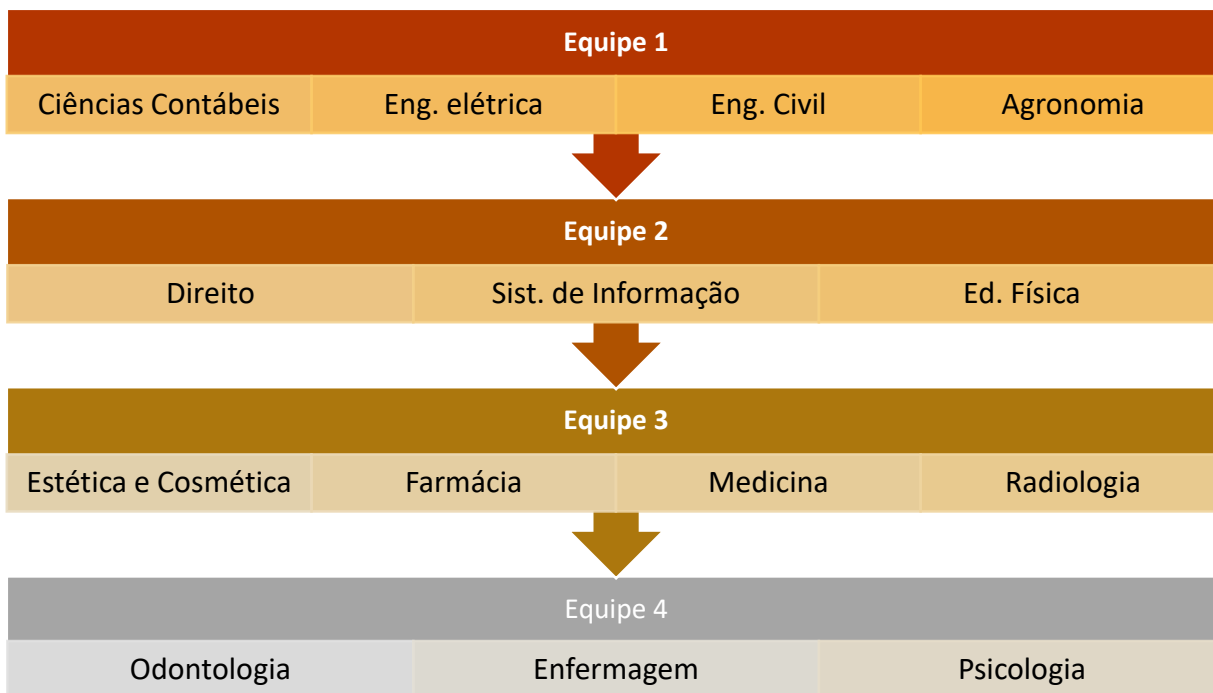 Equipe 1
Ciências Contábeis Eng. elétrica Eng. Civil Agronomia
Equipe 2
Direito Sist. de Informação Ed. Física
Equipe 3
Estética e Cosmética Farmácia Medicina Radiologia
Equipe 4
Odontologia Enfermagem Psicologia